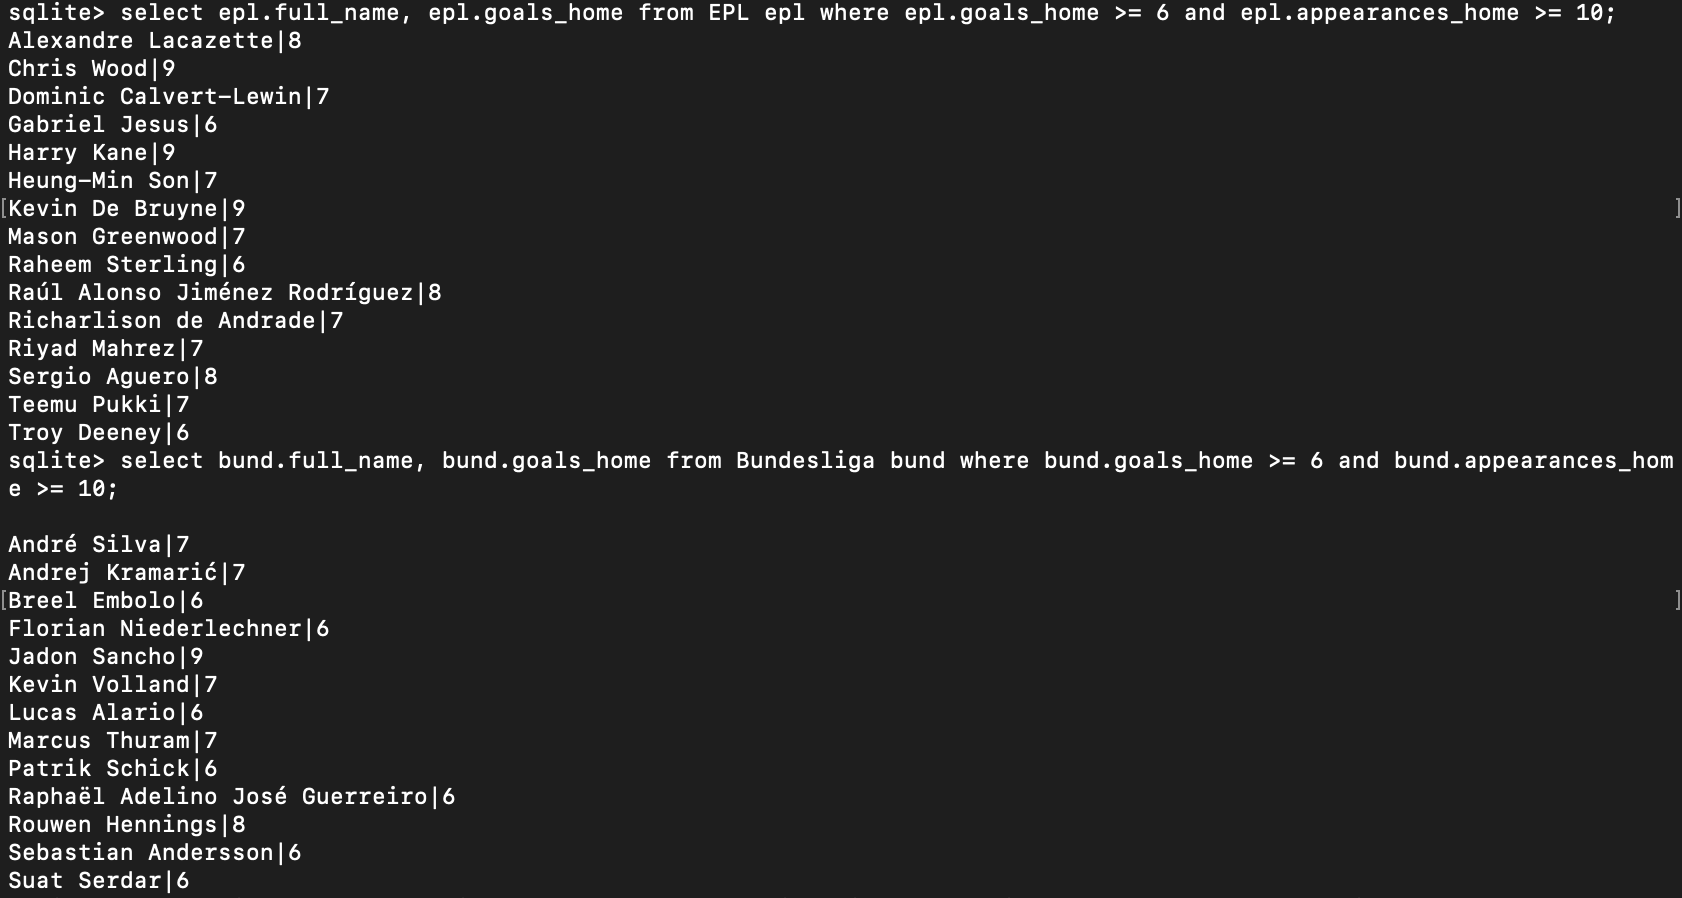 sqlite> select epl.full_name, epl.goals_home from EPL epl where epl.goals_home >= 6 and epl.appearances_home >= 10;
Alexandre Lacazette|8
Chris Wood|9
Dominic Calvert-Lewin|7
Gabriel Jesus|6
Harry Kane|9
Heung-Min Son|7
[Kevin De Bruyne|9 ]
Mason Greenwood|7
Raheem Sterling|6
Raúl Alonso Jiménez Rodríguez|8
Richarlison de Andrade|7
Riyad Mahrez|7
Sergio Aguero|8
Teemu Pukki|7
Troy Deeney|6
sqlite> select bund.full_name, bund.goals_home from Bundesliga bund where bund.goals_home >= 6 and bund.appearances_hom
e >= 10;
André Silva|7
Andrej Kramarić|7
[Breel Embolo|6 ]
Florian Niederlechner|6
Jadon Sancho|9
Kevin Volland|7
Lucas Alario|6
Marcus Thuram|7
Patrik Schick|6
Raphaël Adelino José Guerreiro|6
Rouwen Hennings|8
Sebastian Andersson|6
Suat Serdar|6